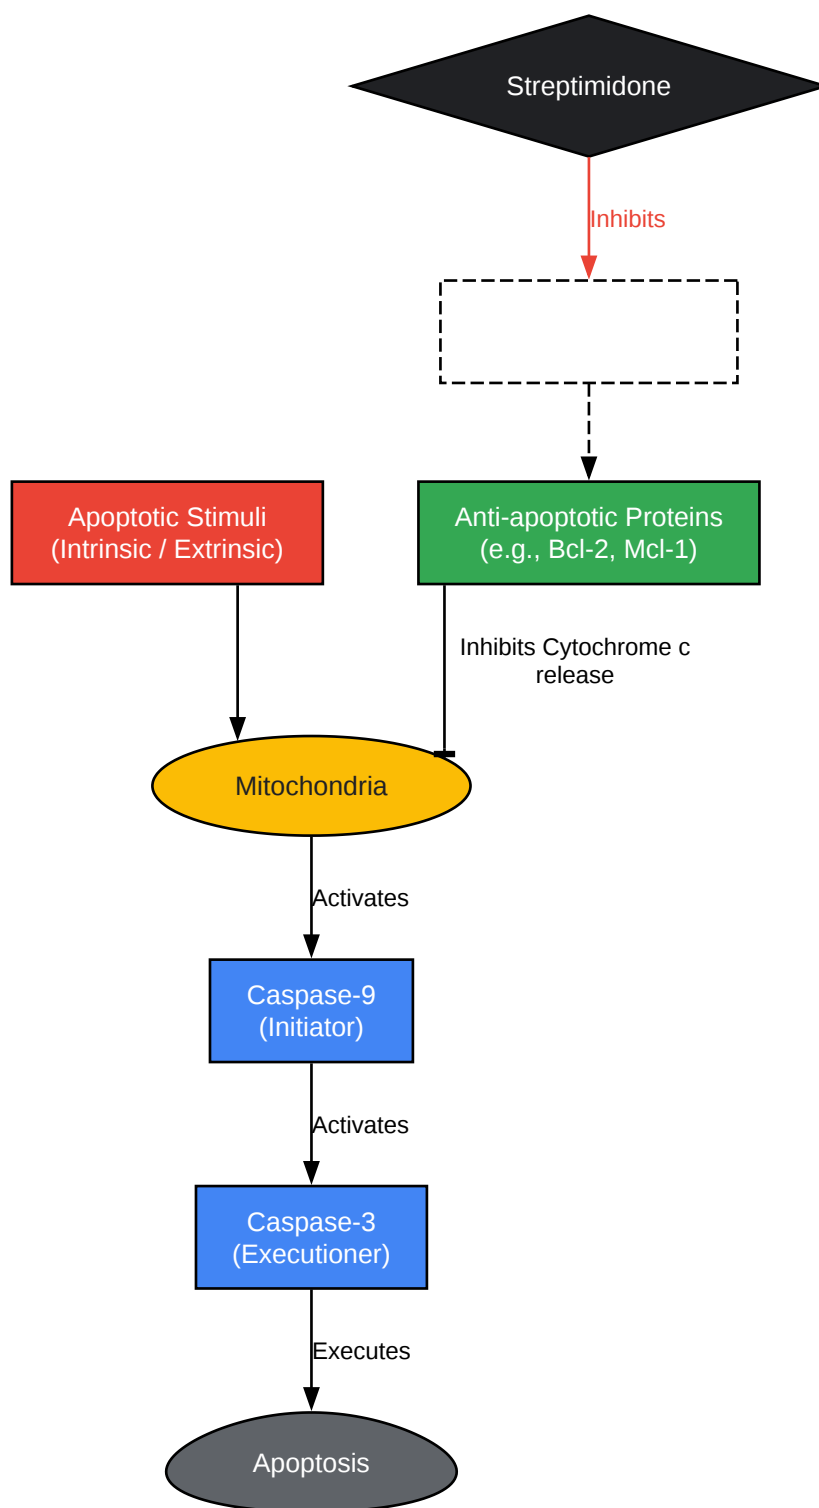 Streptimidone
Inhibits
Apoptotic Stimuli
(Intrinsic / Extrinsic)
Anti-apoptotic Proteins
(e.g., Bcl-2, Mcl-1)
Inhibits Cytochrome c
release
Mitochondria
Activates
Caspase-9
(Initiator)
Activates
Caspase-3
(Executioner)
Executes
Apoptosis